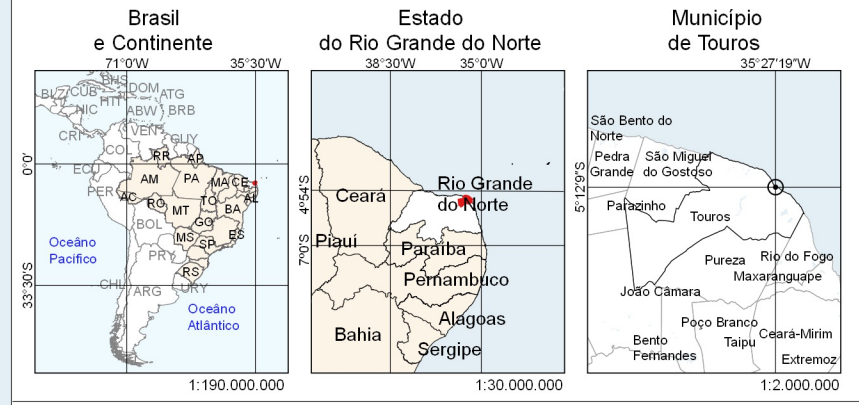 Brasil
e Continente
71°0'W 35°30'W
BHS
BLZ CUB DOM ATG
HTI
NIC ABW BRB
CRI VEN
COL GUY
0°0'
RR AP
ECU
AM PA MA CE
PER
AC RO TO AL
MT BA
BOL GO
MS ES
SP
Oceâno
Pacífico
PRY
RS
33°30'S
CHL ARG URY
Oceâno
Atlântico
1:190.000.000
Estado
do Rio Grande do Norte
38°30'W 35°0'W
4°54'S
Rio Grande
do Norte
Ceará
7°0'S
Piauí
Paraíba
Pernambuco
Alagoas
Bahia
Sergipe
1:30.000.000
Município
de Touros
35°27'19"W
São Bento do
Norte
Pedra
Grande
São Miguel
do Gostoso
5°12'9"S
Parazinho
Touros
Pureza
Rio do Fogo
Maxaranguape
João Câmara
Poço Branco
Bento
Fernandes
Taipu
Ceará-Mirim
Extremoz
1:2.000.000